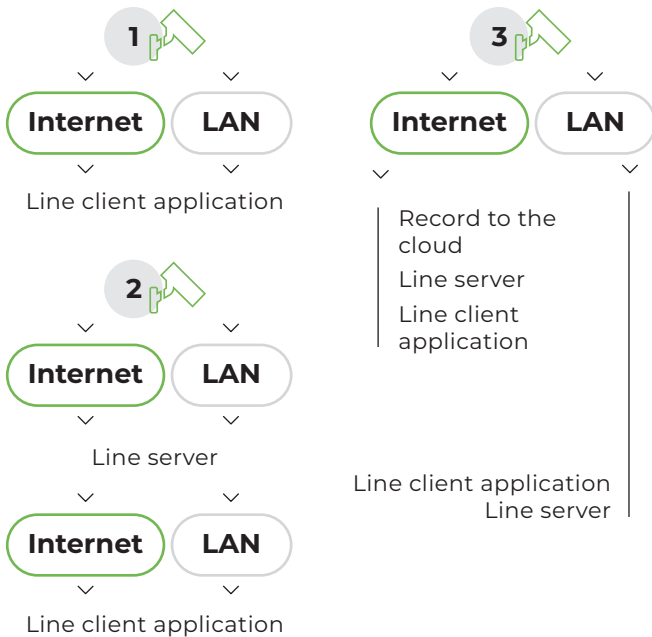 1
Internet LAN
Line client application
2
Internet LAN
Line server
Internet LAN
Line client application
3
Internet LAN
Record to the
cloud
Line server
Line client
application
Line client application
Line server